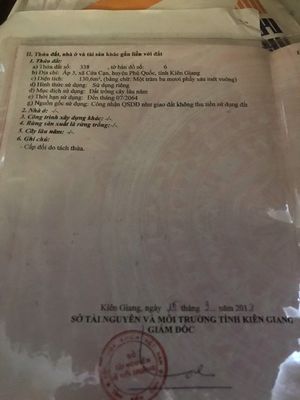 II. Thửa đất, nhà ở và tài sản khác gắn liền với đất
1. Thửa đất:
a) Thửa đất số: 338 , tờ bản đồ số: 6
b) Địa chỉ: Ấp 3, xã Cửa Cạn, huyện Phú Quốc, tỉnh Kiên Giang
c) Diện tích: 130,6m², (bằng chữ: Một trăm ba mươi phẩy sáu mét vuông)
d) Hình thức sử dụng: Sử dụng riêng
đ) Mục đích sử dụng: Đất trồng cây lâu năm
e) Thời hạn sử dụng: Đến tháng 07/2064
g) Nguồn gốc sử dụng: Công nhận QSDĐ như giao đất không thu tiền sử dụng đất
2. Nhà ở: -/-
3. Công trình xây dựng khác: -/-
4. Rừng sản xuất là rừng trồng: -/-
5. Cây lâu năm: -/-
6. Ghi chú:
- Cấp đổi do tách thửa.
Kiên Giang, ngày tháng năm 201
SỞ TÀI NGUYÊN VÀ MÔI TRƯỜNG TỈNH KIÊN GIANG
GIÁM ĐỐC